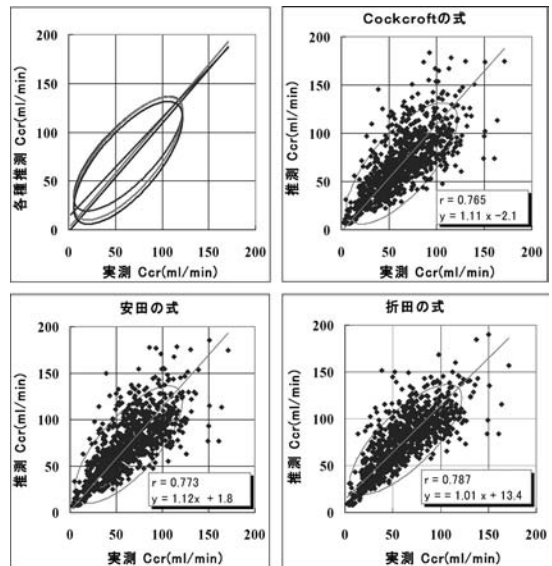 200
150
100
50
0
各種推測 Ccr(ml/min)
0 50 100 150 200
実測 Ccr(ml/min)
Cockcroftの式
200
150
100
50
0
推測 Ccr(ml/min)
r = 0.765
y = 1.11 x −2.1
0 50 100 150 200
実測 Ccr(ml/min)
安田の式
200
150
100
50
0
推測 Ccr(ml/min)
r = 0.773
y = 1.12x + 1.8
0 50 100 150 200
実測 Ccr(ml/min)
折田の式
200
150
100
50
0
推測 Ccr(ml/min)
r = 0.787
y = = 1.01 x + 13.4
0 50 100 150 200
実測 Ccr(ml/min)